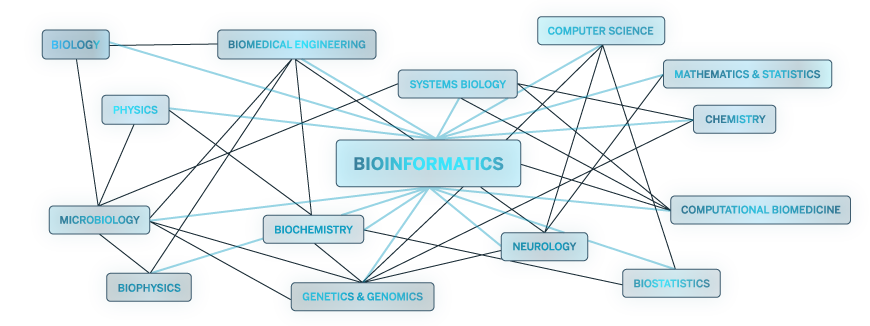 COMPUTER SCIENCE
BIOLOGY
BIOMEDICAL ENGINEERING
MATHEMATICS & STATISTICS
SYSTEMS BIOLOGY
PHYSICS
CHEMISTRY
BIOINFORMATICS
COMPUTATIONAL BIOMEDICINE
MICROBIOLOGY
BIOCHEMISTRY
NEUROLOGY
BIOSTATISTICS
BIOPHYSICS
GENETICS & GENOMICS